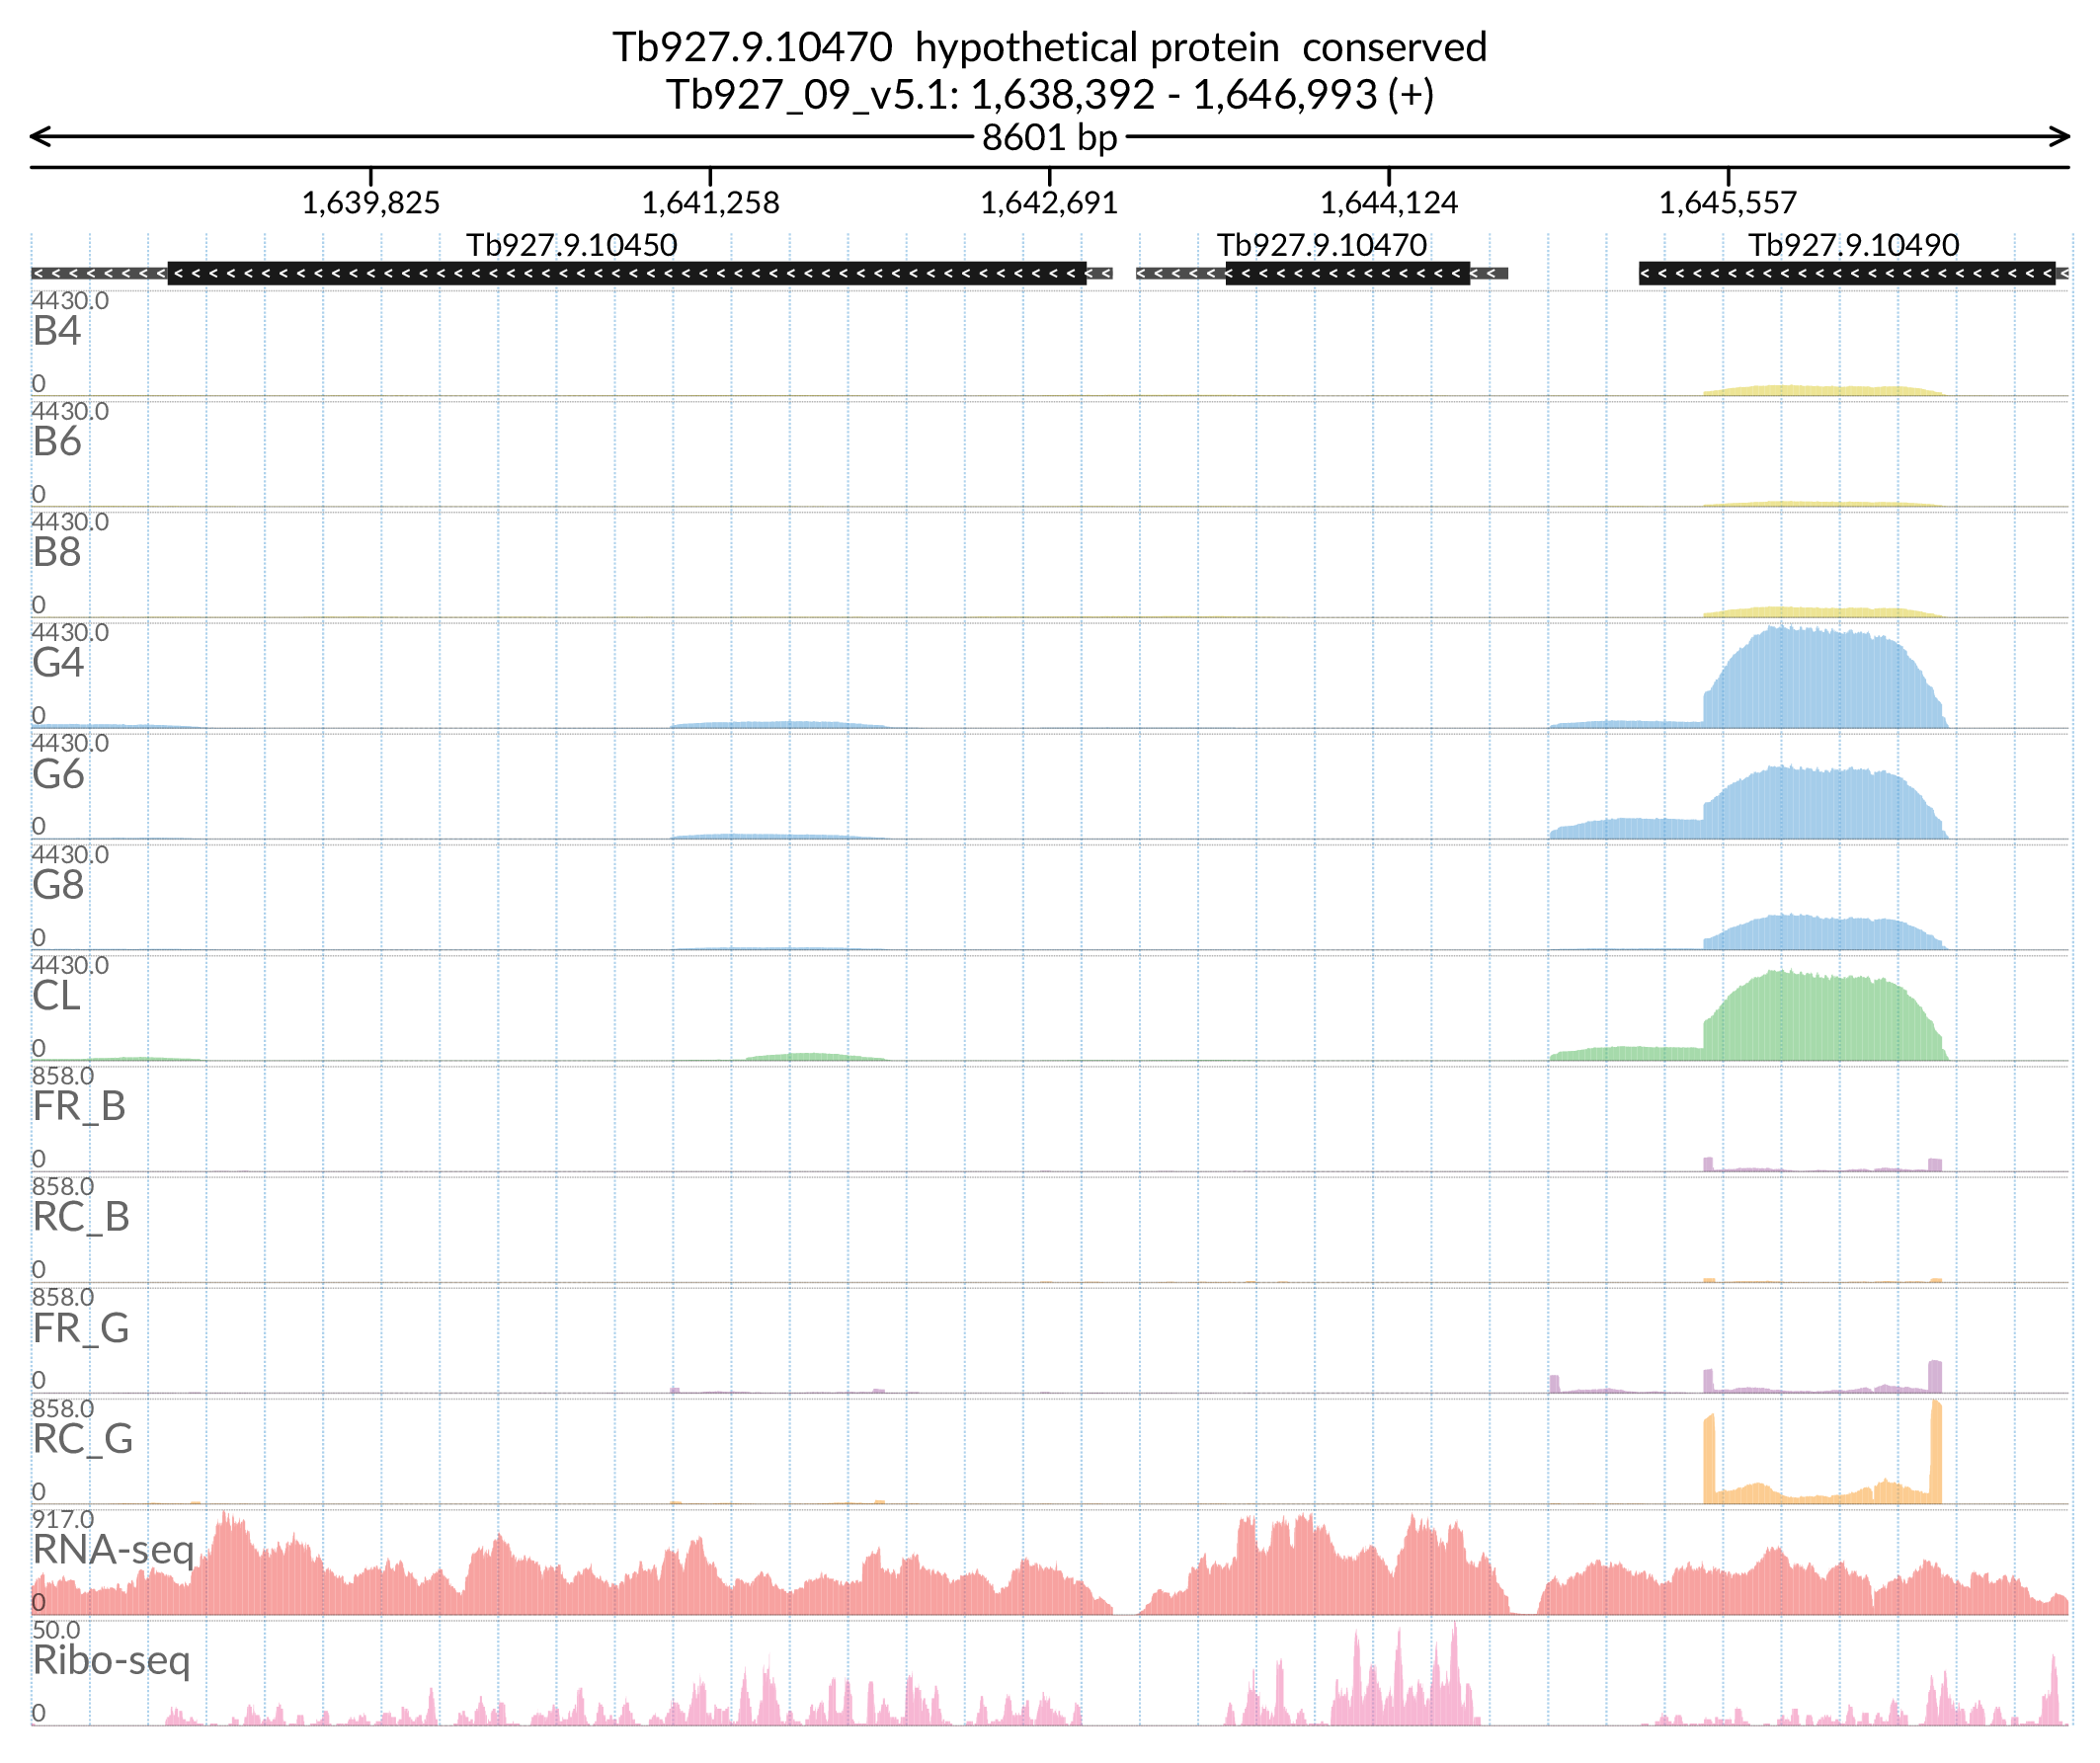 Tb927.9.10470 hypothetical protein conserved
Tb927_09_v5.1: 1,638,392 - 1,646,993 (+)
8601 bp
1,639,825 1,641,258 1,642,691 1,644,124 1,645,557
Tb927.9.10450 Tb927.9.10470 Tb927.9.10490
4430.0
B4
0
4430.0
B6
0
4430.0
B8
0
4430.0
G4
0
4430.0
G6
0
4430.0
G8
0
4430.0
CL
0
858.0
FR_B
0
858.0
RC_B
0
858.0
FR_G
0
858.0
RC_G
0
917.0
RNA-seq
0
50.0
Ribo-seq
0